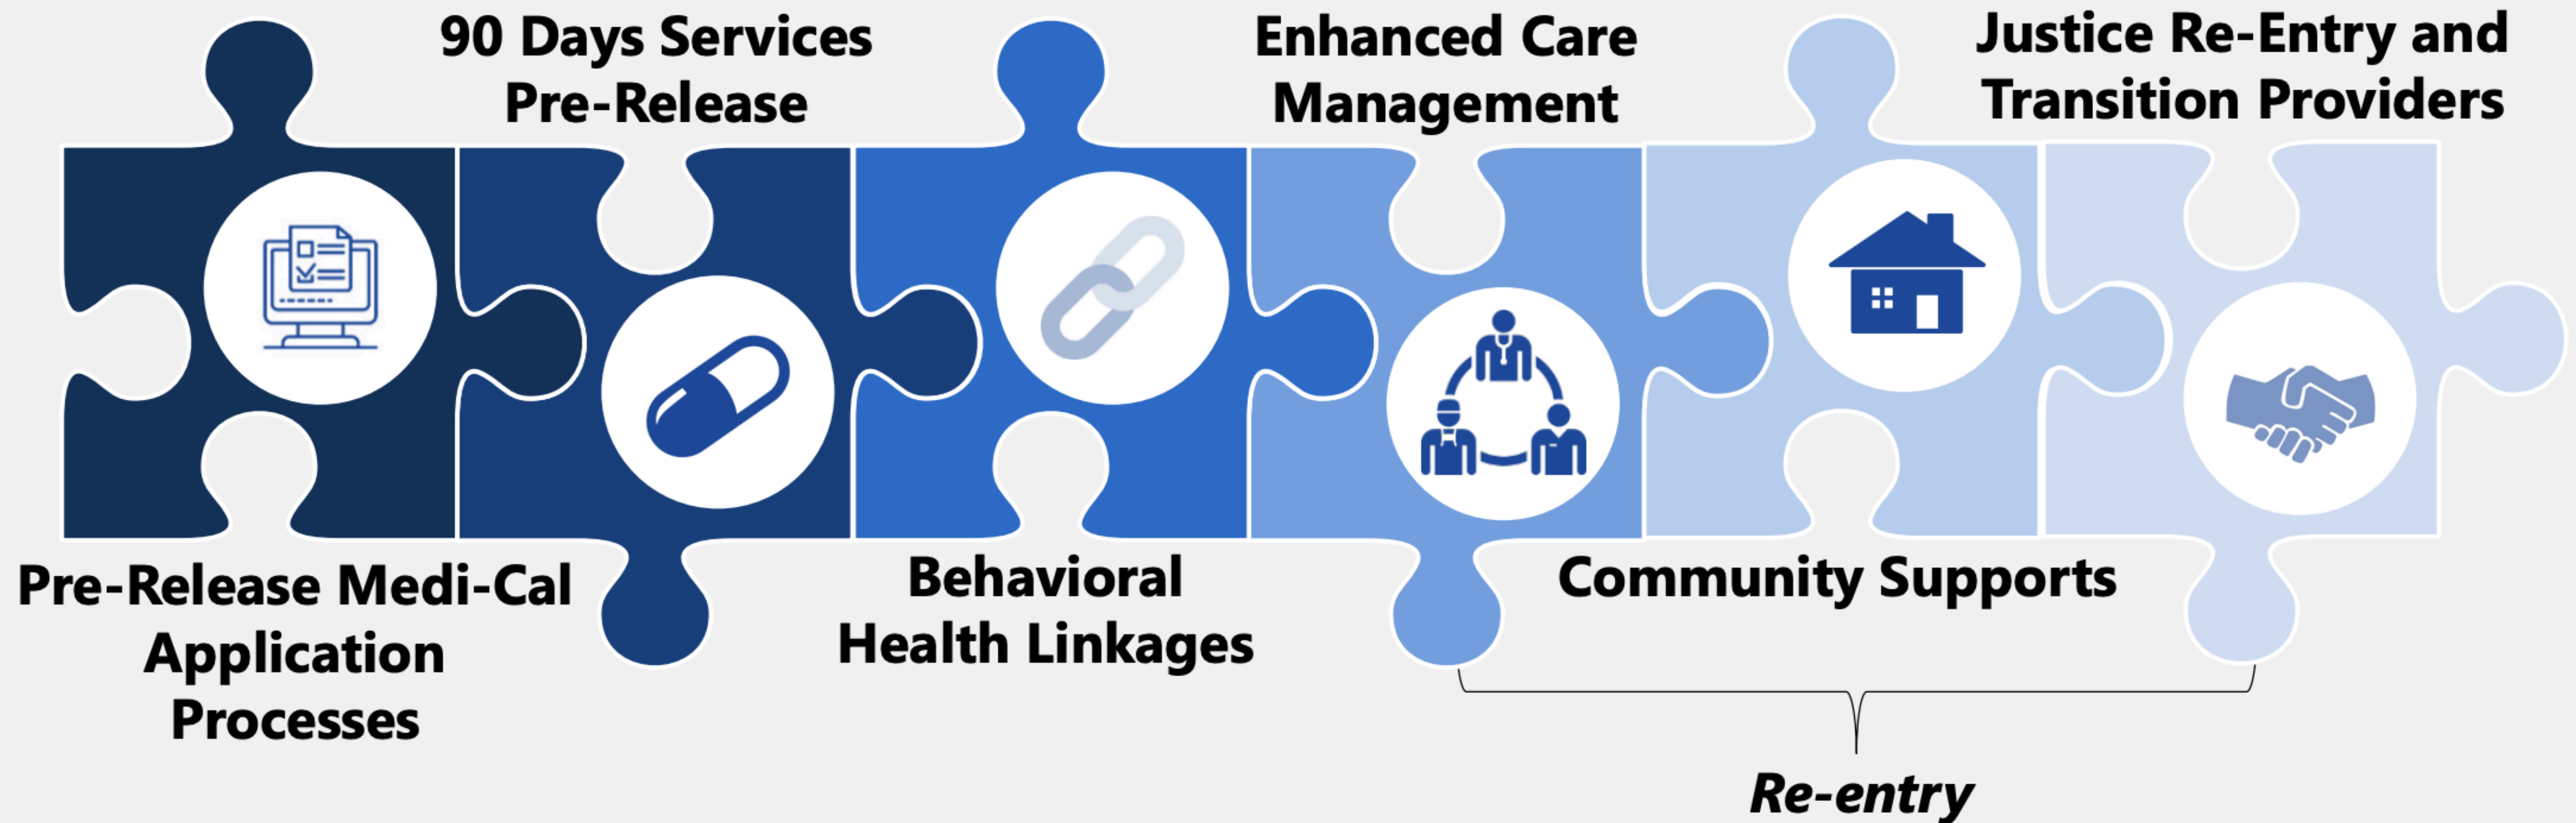 90 Days Services
Pre-Release
Enhanced Care
Management
Justice Re-Entry and
Transition Providers
Pre-Release Medi-Cal
Application
Processes
Behavioral
Health Linkages
Community Supports
Re-entry